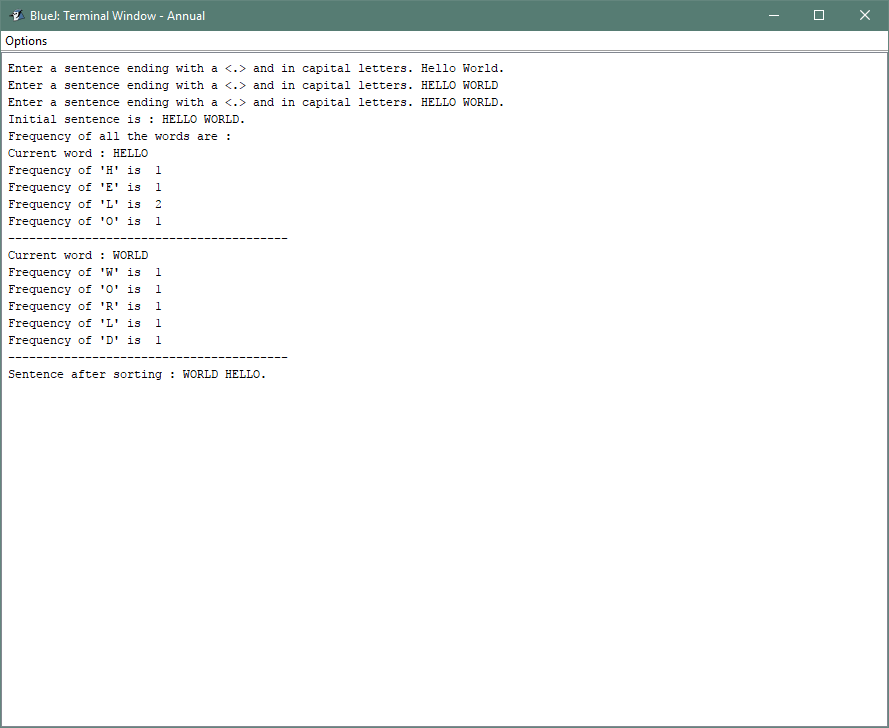 BlueJ: Terminal Window - Annual
Options
Enter a sentence ending with a <.> and in capital letters. Hello World.
Enter a sentence ending with a <.> and in capital letters. HELLO WORLD
Enter a sentence ending with a <.> and in capital letters. HELLO WORLD.
Initial sentence is : HELLO WORLD.
Frequency of all the words are :
Current word : HELLO
Frequency of 'H' is  1
Frequency of 'E' is  1
Frequency of 'L' is  2
Frequency of 'O' is  1
----------------------------------------
Current word : WORLD
Frequency of 'W' is  1
Frequency of 'O' is  1
Frequency of 'R' is  1
Frequency of 'L' is  1
Frequency of 'D' is  1
----------------------------------------
Sentence after sorting : WORLD HELLO.